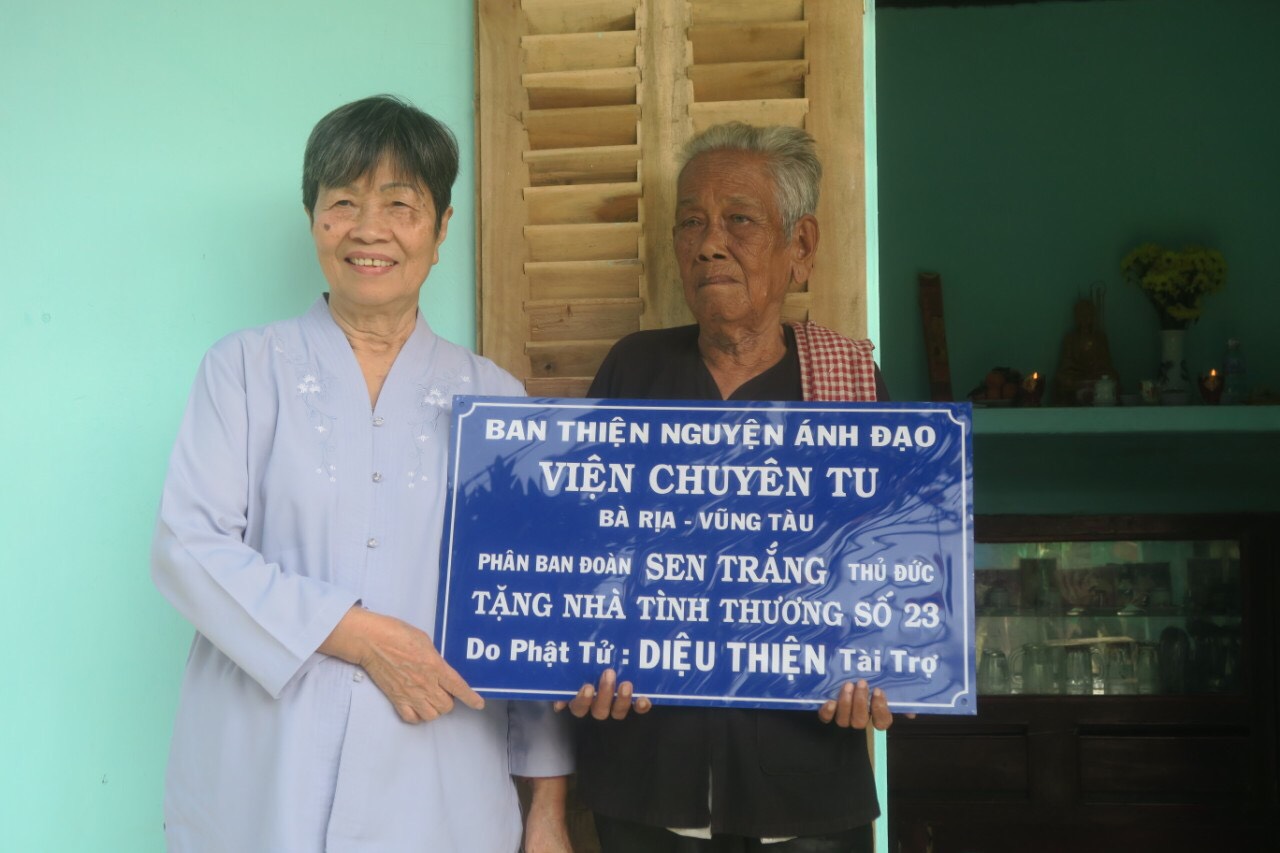 BAN THIỆN NGUYỆN ÁNH ĐẠO
VIỆN CHUYÊN TU
BÀ RỊA - VŨNG TÀU
PHÂN BAN ĐOÀN SEN TRẮNG THỦ ĐỨC
TẶNG NHÀ TÌNH THƯƠNG SỐ 23
Do Phật Tử : DIỆU THIỆN Tài Trợ